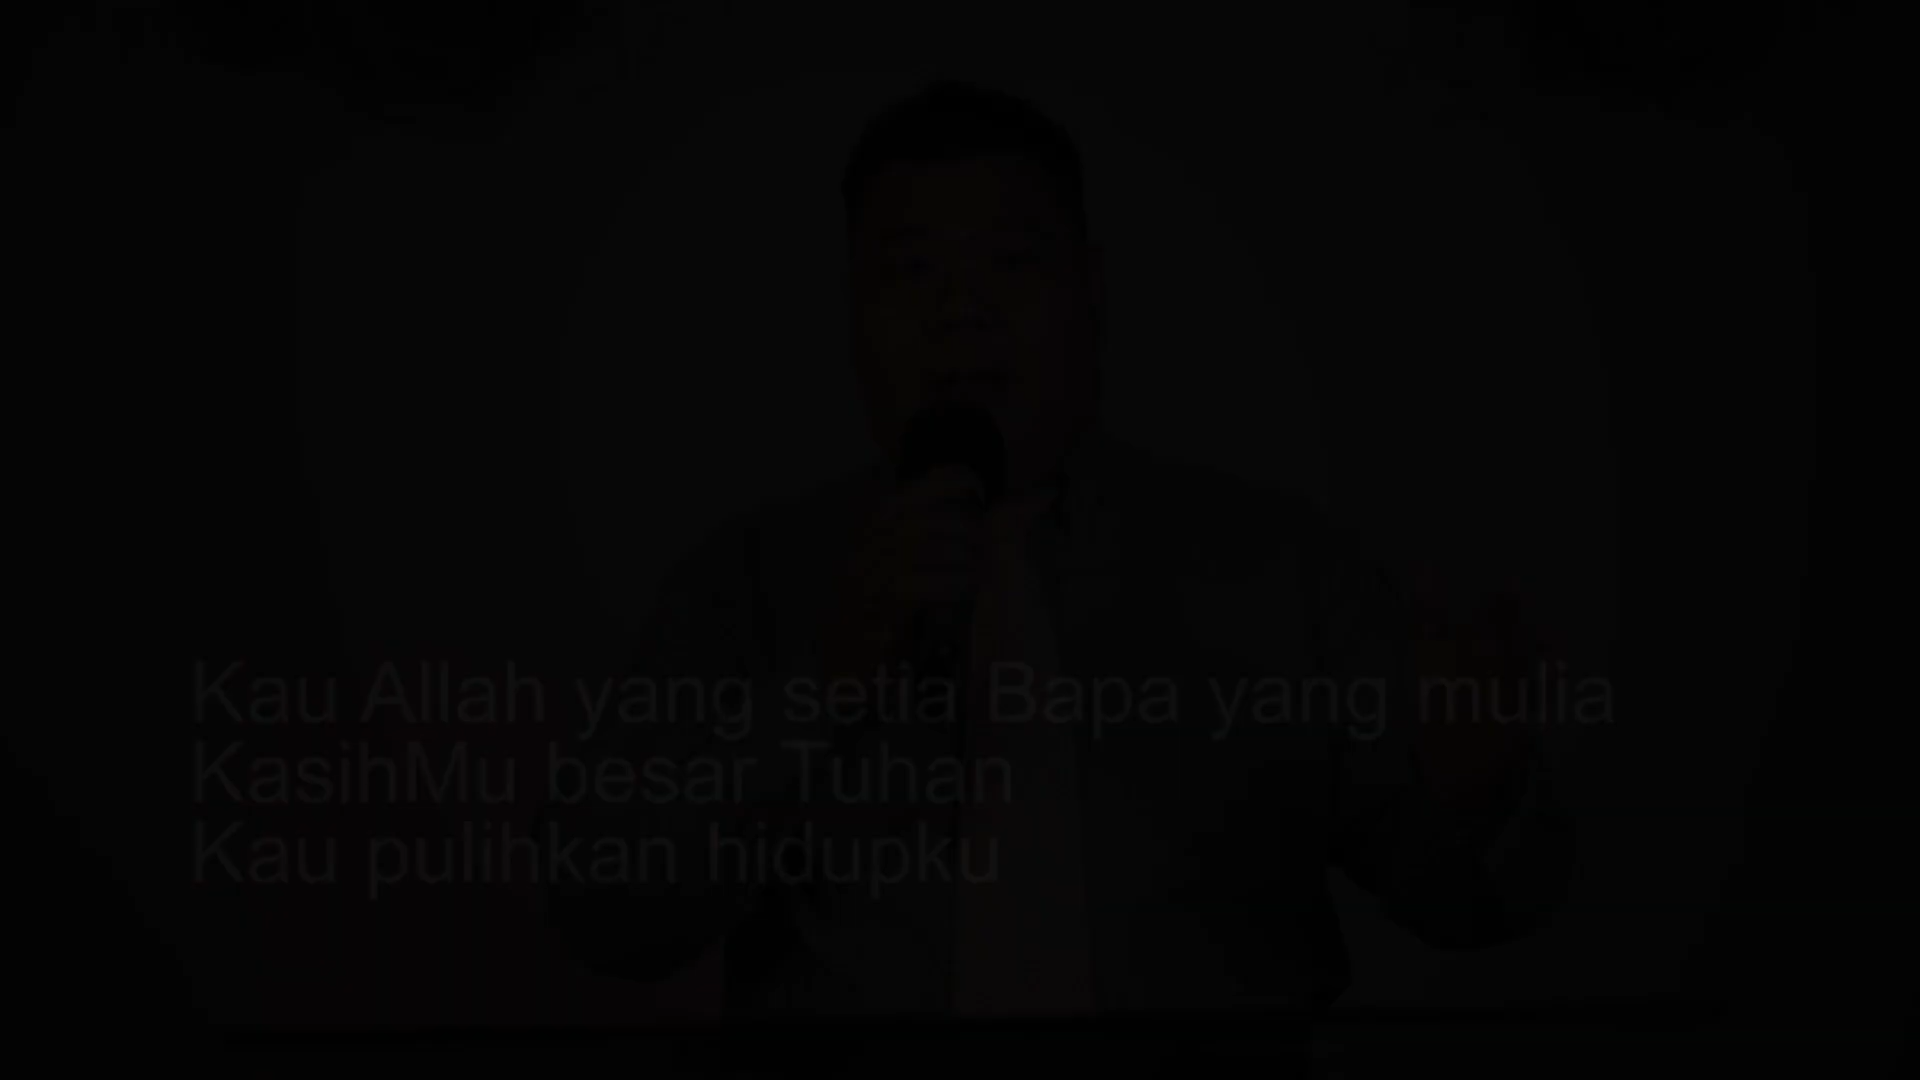 Kau Allah yang setia Bapa yang mulia
KasihMu besar Tuhan
Kau pulihkan hidupku